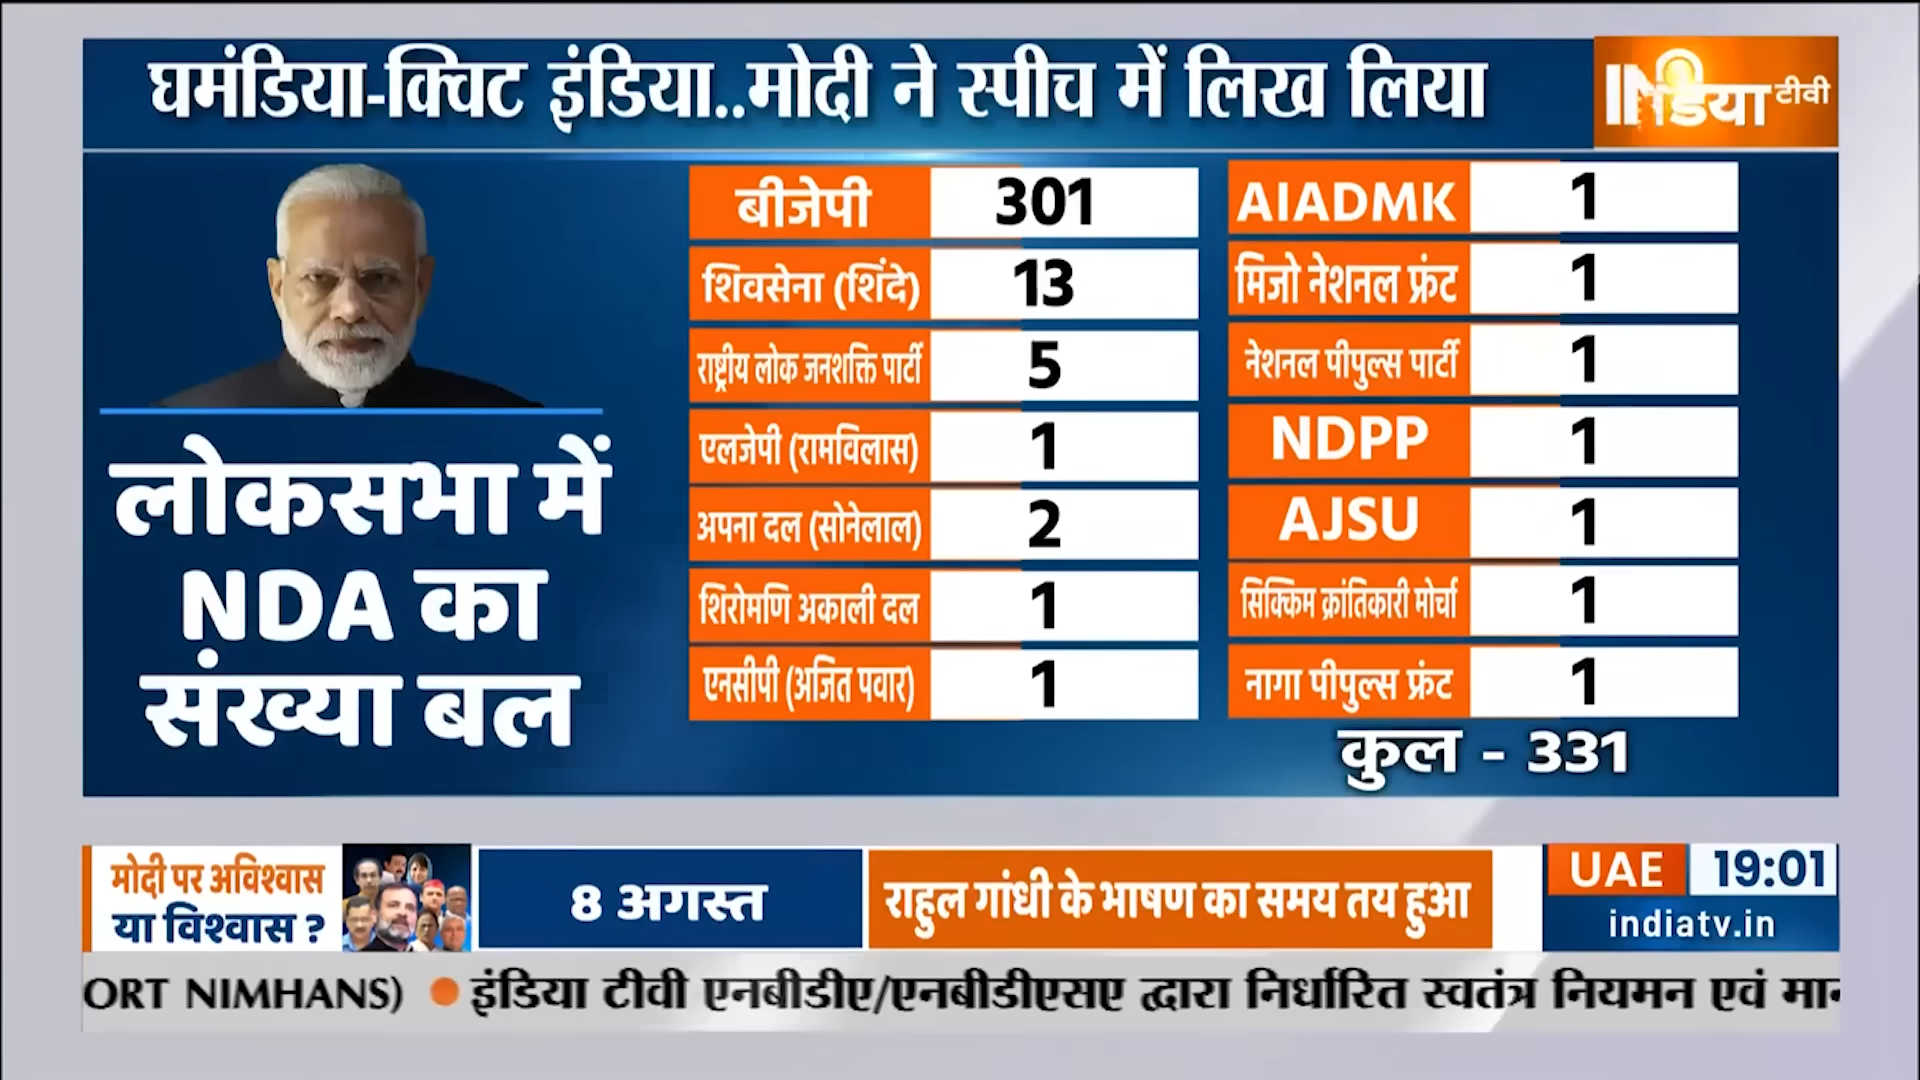 घमंडिया-क्विट इंडिया..मोदी ने स्पीच में लिख लिया
इंडिया टीवी
लोकसभा में
NDA का
संख्या बल
बीजेपी 301
शिवसेना (शिंदे) 13
राष्ट्रीय लोक जनशक्ति पार्टी 5
एलजेपी (रामविलास) 1
अपना दल (सोनेलाल) 2
शिरोमणि अकाली दल 1
एनसीपी (अजित पवार) 1
AIADMK 1
मिजो नेशनल फ्रंट 1
नेशनल पीपुल्स पार्टी 1
NDPP 1
AJSU 1
सिक्किम क्रांतिकारी मोर्चा 1
नागा पीपुल्स फ्रंट 1
कुल - 331
मोदी पर अविश्वास
या विश्वास ?
8 अगस्त
राहुल गांधी के भाषण का समय तय हुआ
UAE 19:01
indiatv.in
ORT NIMHANS) इंडिया टीवी एनबीडीए/एनबीडीएसए द्वारा निर्धारित स्वतंत्र नियमन एवं